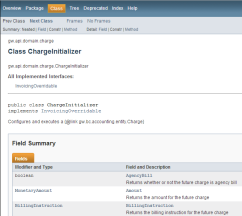 Overview Package Class Tree Deprecated Index Help
Prev Class Next Class Frames No Frames
Summary: Nested | Field | Constr | Method Detail: Field | Constr | Method
gw.api.domain.charge
Class ChargeInitializer
gw.api.domain.charge.ChargeInitializer
All Implemented Interfaces:
InvoicingOverridable
public class ChargeInitializer
implements InvoicingOverridable
Configures and executes a {@link gw.bc.accounting.entity.Charge}
Field Summary
Fields
Modifier and Type Field and Description
boolean AgencyBill
Returns whether or not the future charge is agency bill
MonetaryAmount Amount
Returns the amount for the future charge
BillingInstruction BillingInstruction
Returns the billing instruction for the future charge